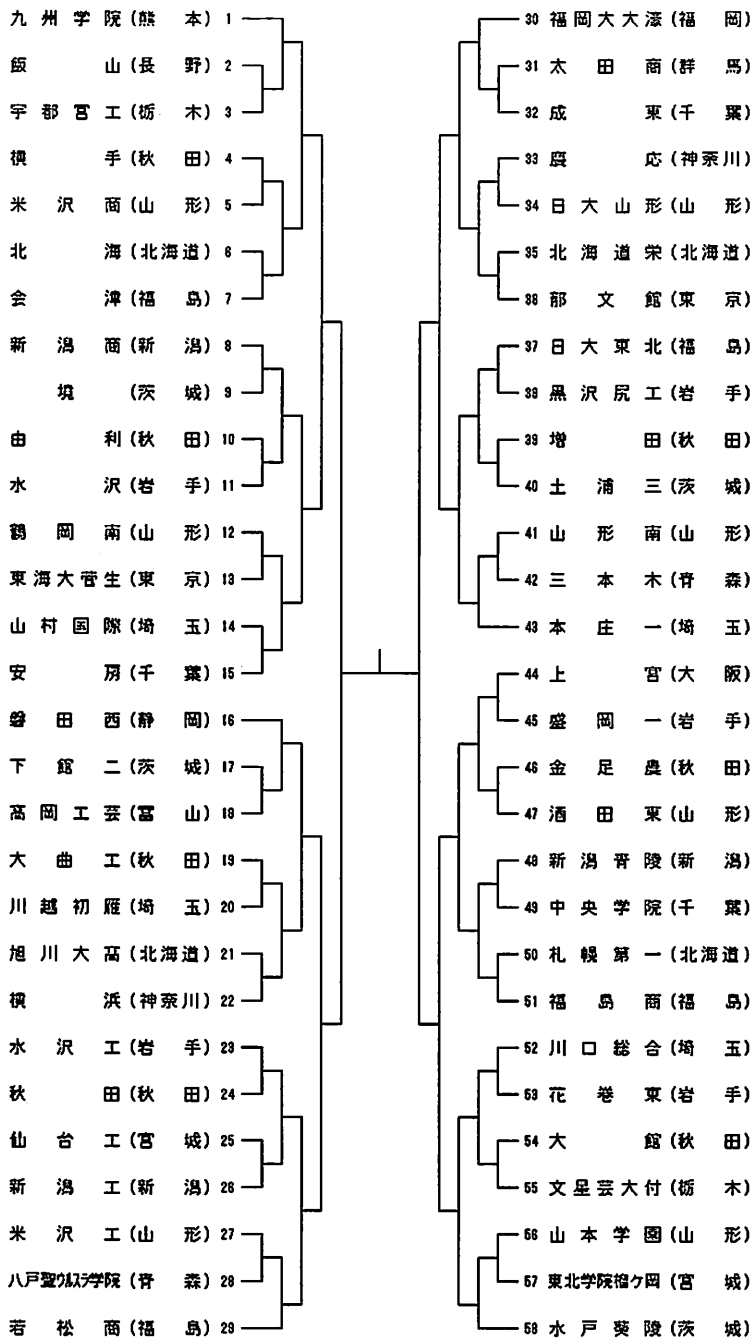 九州学院(熊本) 1
飯山(長野) 2
宇都宮工(栃木) 3
横手(秋田) 4
米沢商(山形) 5
北海(北海道) 6
会津(福島) 7
新潟商(新潟) 8
境(茨城) 9
由利(秋田) 10
水沢(岩手) 11
鶴岡南(山形) 12
東海大菅生(東京) 13
山村国際(埼玉) 14
安房(千葉) 15
磐田西(静岡) 16
下館二(茨城) 17
高岡工芸(富山) 18
大曲工(秋田) 19
川越初雁(埼玉) 20
旭川大高(北海道) 21
横浜(神奈川) 22
水沢工(岩手) 23
秋田(秋田) 24
仙台工(宮城) 25
新潟工(新潟) 26
米沢工(山形) 27
八戸聖ウルスラ学院(青森) 28
若松商(福島) 29
30 福岡大大濠(福岡)
31 太田商(群馬)
32 成東(千葉)
33 慶応(神奈川)
34 日大山形(山形)
35 北海道栄(北海道)
36 郁文館(東京)
37 日大東北(福島)
38 黒沢尻工(岩手)
39 増田(秋田)
40 土浦三(茨城)
41 山形南(山形)
42 三本木(青森)
43 本庄一(埼玉)
44 上宮(大阪)
45 盛岡一(岩手)
46 金足農(秋田)
47 酒田東(山形)
48 新潟青陵(新潟)
49 中央学院(千葉)
50 札幌第一(北海道)
51 福島商(福島)
52 川口総合(埼玉)
53 花巻東(岩手)
54 大館(秋田)
55 文星芸大付(栃木)
56 山本学園(山形)
57 東北学院榴ケ岡(宮城)
58 水戸葵陵(茨城)